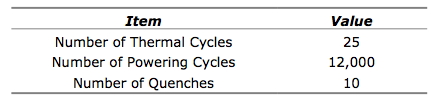 Item Value
Number of Thermal Cycles 25
Number of Powering Cycles 12,000
Number of Quenches 10